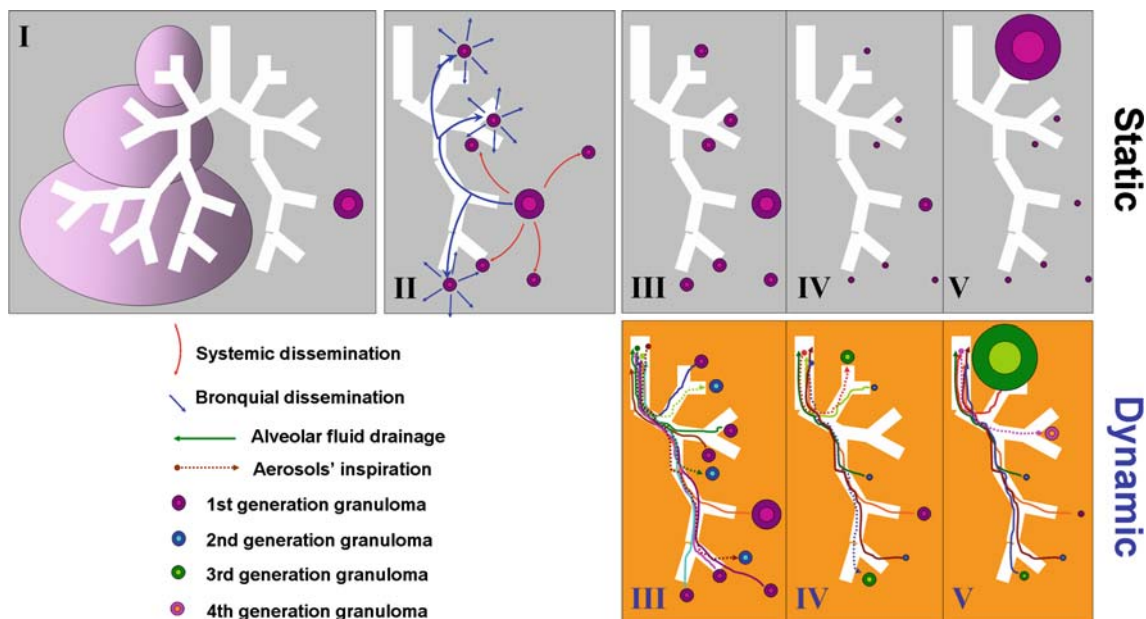 I
II
III
IV
V
Static
Systemic dissemination
Bronquial dissemination
Alveolar fluid drainage
Aerosols' inspiration
1st generation granuloma
2nd generation granuloma
3rd generation granuloma
4th generation granuloma
III
IV
V
Dynamic